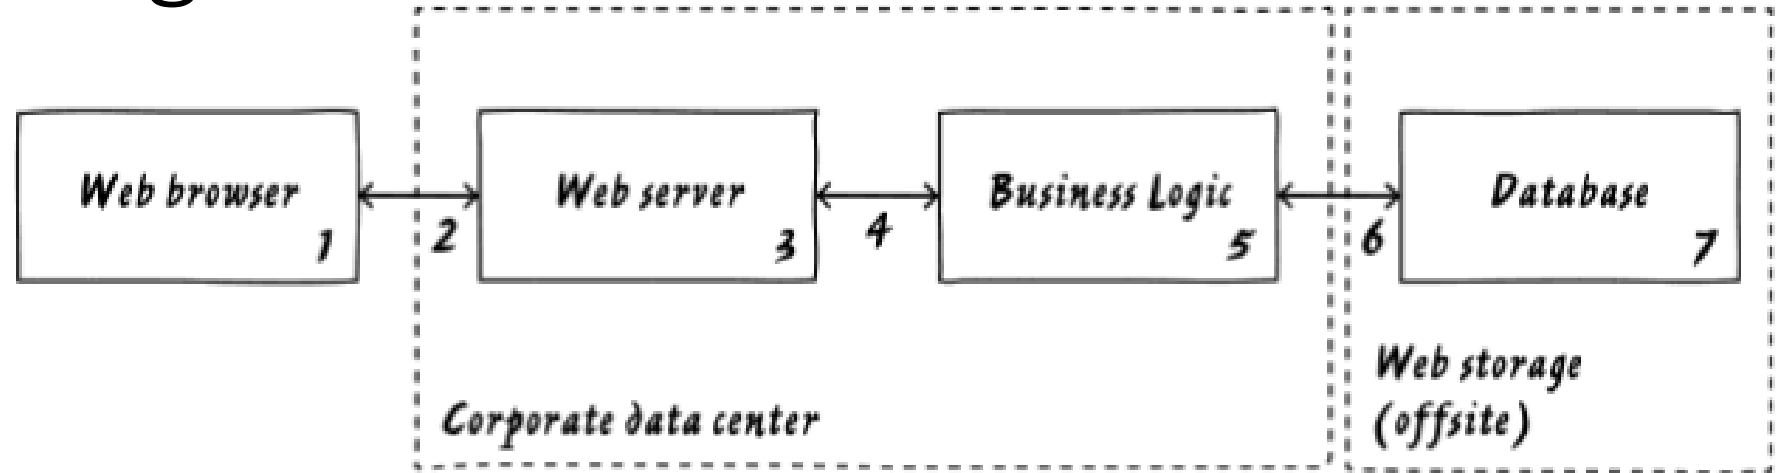 Web browser
1
2
Web server
3
4
Business Logic
5
6
Database
7
Corporate data center
Web storage
(offsite)